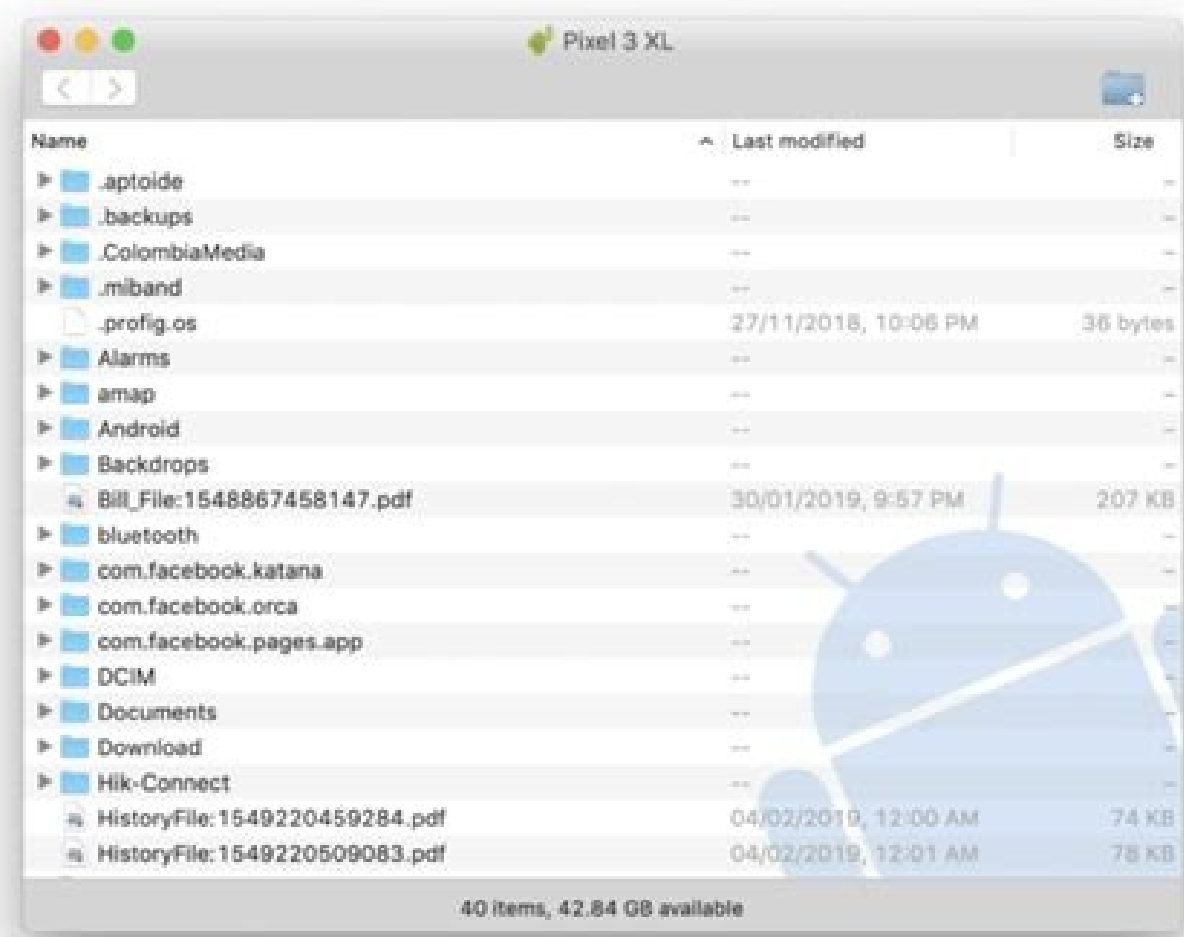 Pixel 3 XL
Name Last modified Size
.aptoide -- --
.backups -- --
.ColombiaMedia -- --
.miband -- --
.profig.os 27/11/2018, 10:06 PM 36 bytes
Alarms -- --
amap -- --
Android -- --
Backdrops -- --
Bill_File:1548867458147.pdf 30/01/2019, 9:57 PM 207 KB
bluetooth -- --
com.facebook.katana -- --
com.facebook.orca -- --
com.facebook.pages.app -- --
DCIM -- --
Documents -- --
Download -- --
Hik-Connect -- --
HistoryFile:1549220459284.pdf 04/02/2019, 12:00 AM 74 KB
HistoryFile:1549220509083.pdf 04/02/2019, 12:01 AM 78 KB
40 items, 42.84 GB available